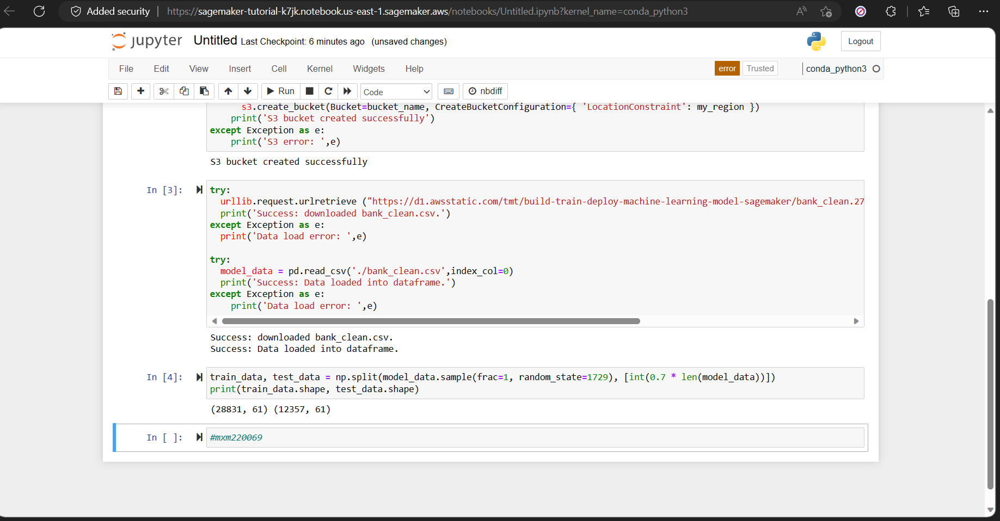 Added security | https://sagemaker-tutorial-k7jk.notebook.us-east-1.sagemaker.aws/notebooks/Untitled.ipynb?kernel_name=conda_python3
jupyter Untitled Last Checkpoint: 6 minutes ago (unsaved changes) Logout
File Edit View Insert Cell Kernel Widgets Help error Trusted conda_python3
Run Code nbdiff
        s3.create_bucket(Bucket=bucket_name, CreateBucketConfiguration={ 'LocationConstraint': my_region })
    print('S3 bucket created successfully')
except Exception as e:
    print('S3 error: ',e)
S3 bucket created successfully
In [3]: try:
  urllib.request.urlretrieve ("https://d1.awsstatic.com/tmt/build-train-deploy-machine-learning-model-sagemaker/bank_clean.27
  print('Success: downloaded bank_clean.csv.')
except Exception as e:
  print('Data load error: ',e)
try:
  model_data = pd.read_csv('./bank_clean.csv',index_col=0)
  print('Success: Data loaded into dataframe.')
except Exception as e:
    print('Data load error: ',e)
Success: downloaded bank_clean.csv.
Success: Data loaded into dataframe.
In [4]: train_data, test_data = np.split(model_data.sample(frac=1, random_state=1729), [int(0.7 * len(model_data))])
print(train_data.shape, test_data.shape)
(28831, 61) (12357, 61)
In [ ]: #mxm220069